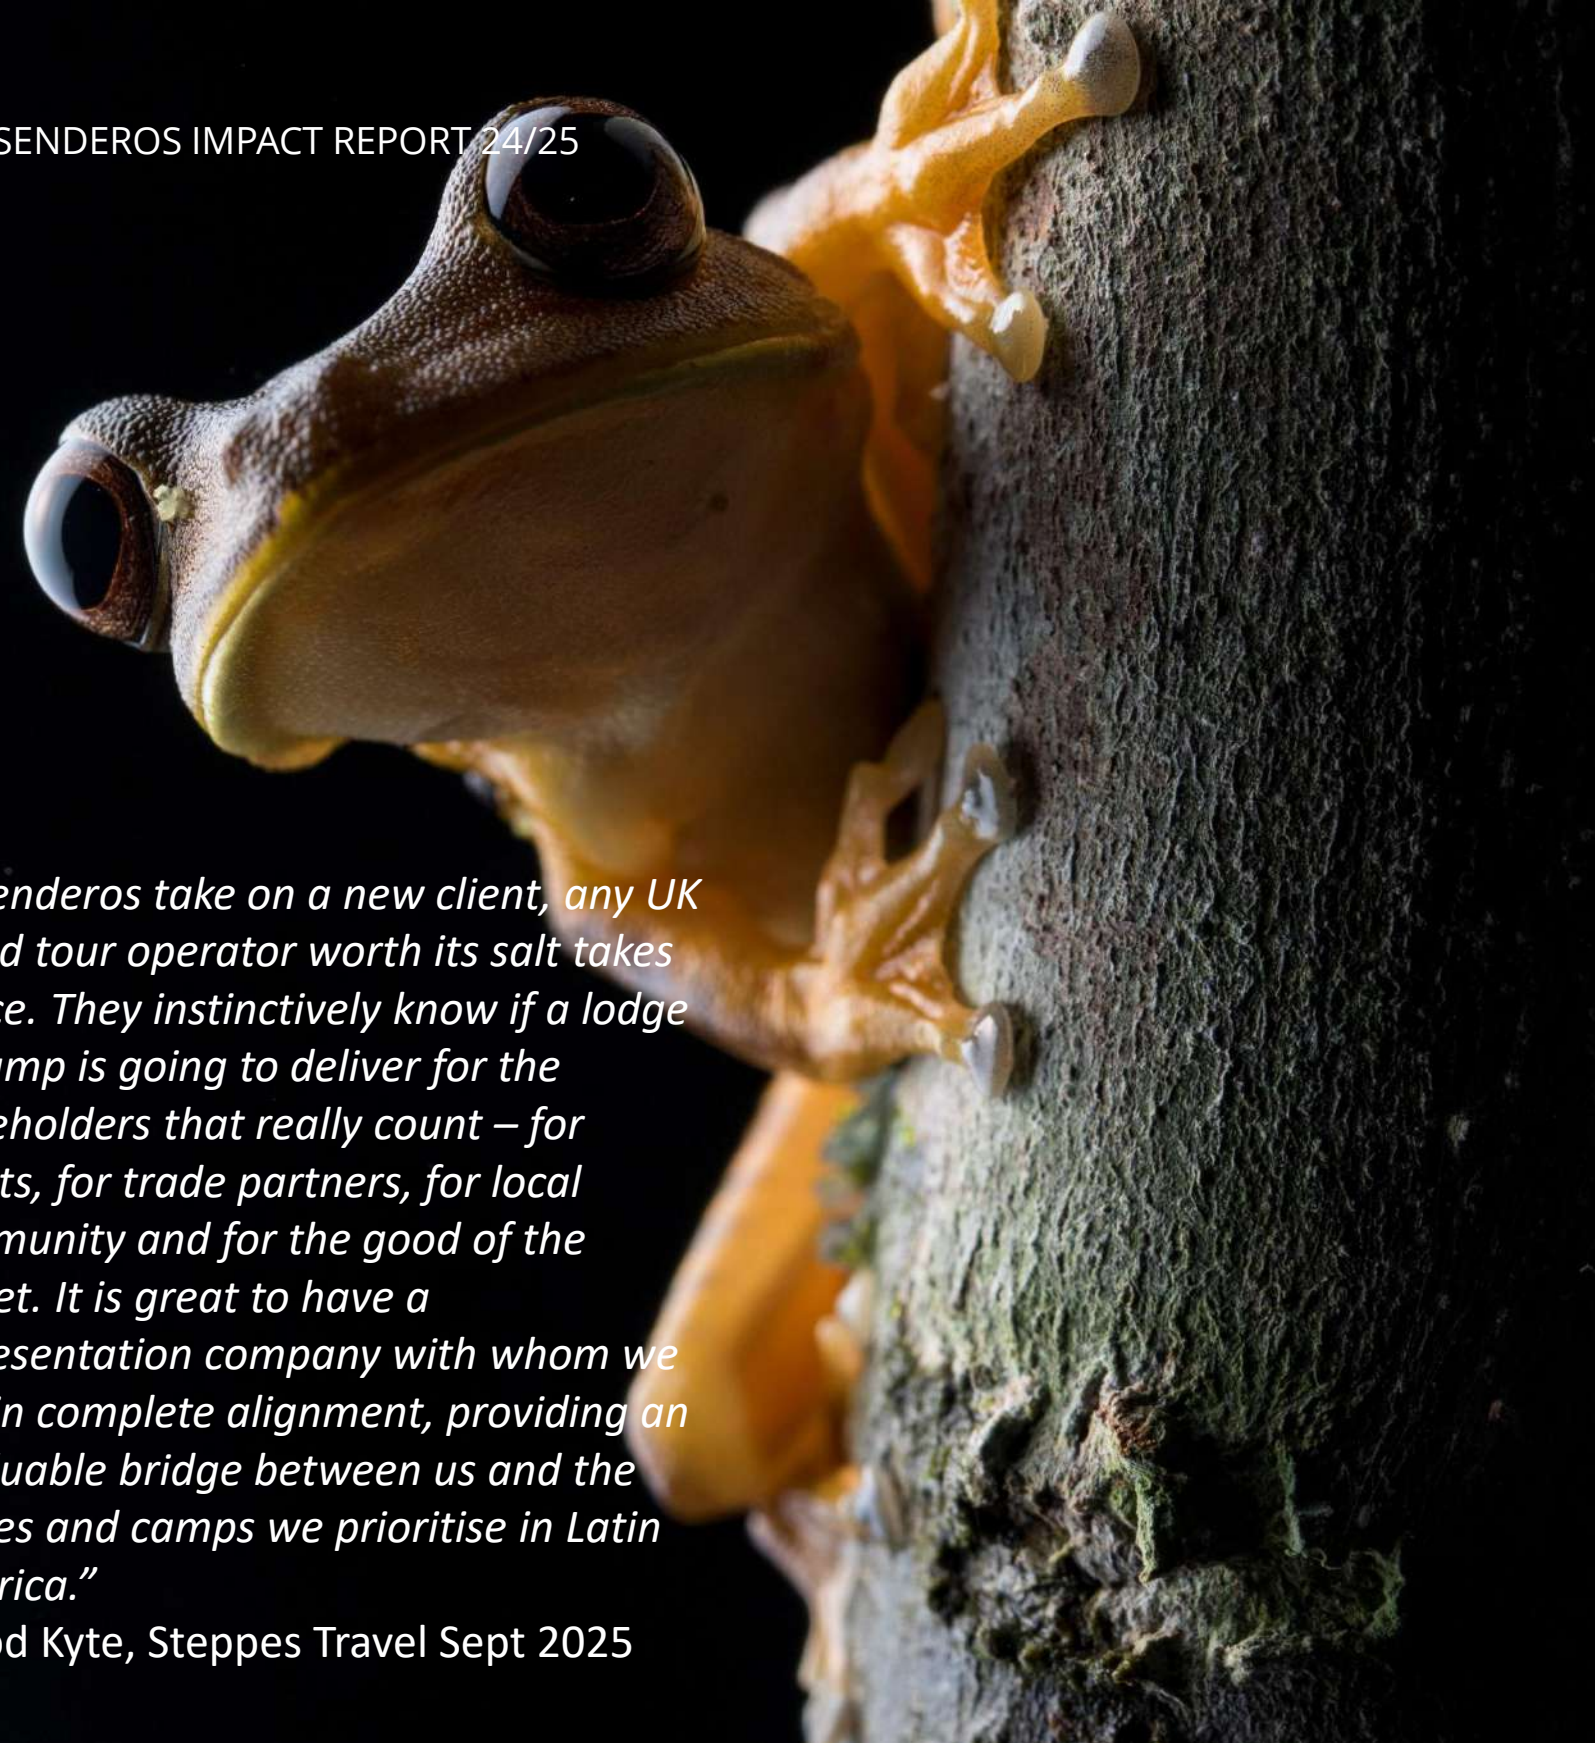 SENDEROS IMPACT REPORT 24/25
enderos take on a new client, any UK
d tour operator worth its salt takes
ce. They instinctively know if a lodge
mp is going to deliver for the
eholders that really count – for
ts, for trade partners, for local
munity and for the good of the
et. It is great to have a
esentation company with whom we
in complete alignment, providing an
uable bridge between us and the
es and camps we prioritise in Latin
rica.”
od Kyte, Steppes Travel Sept 2025